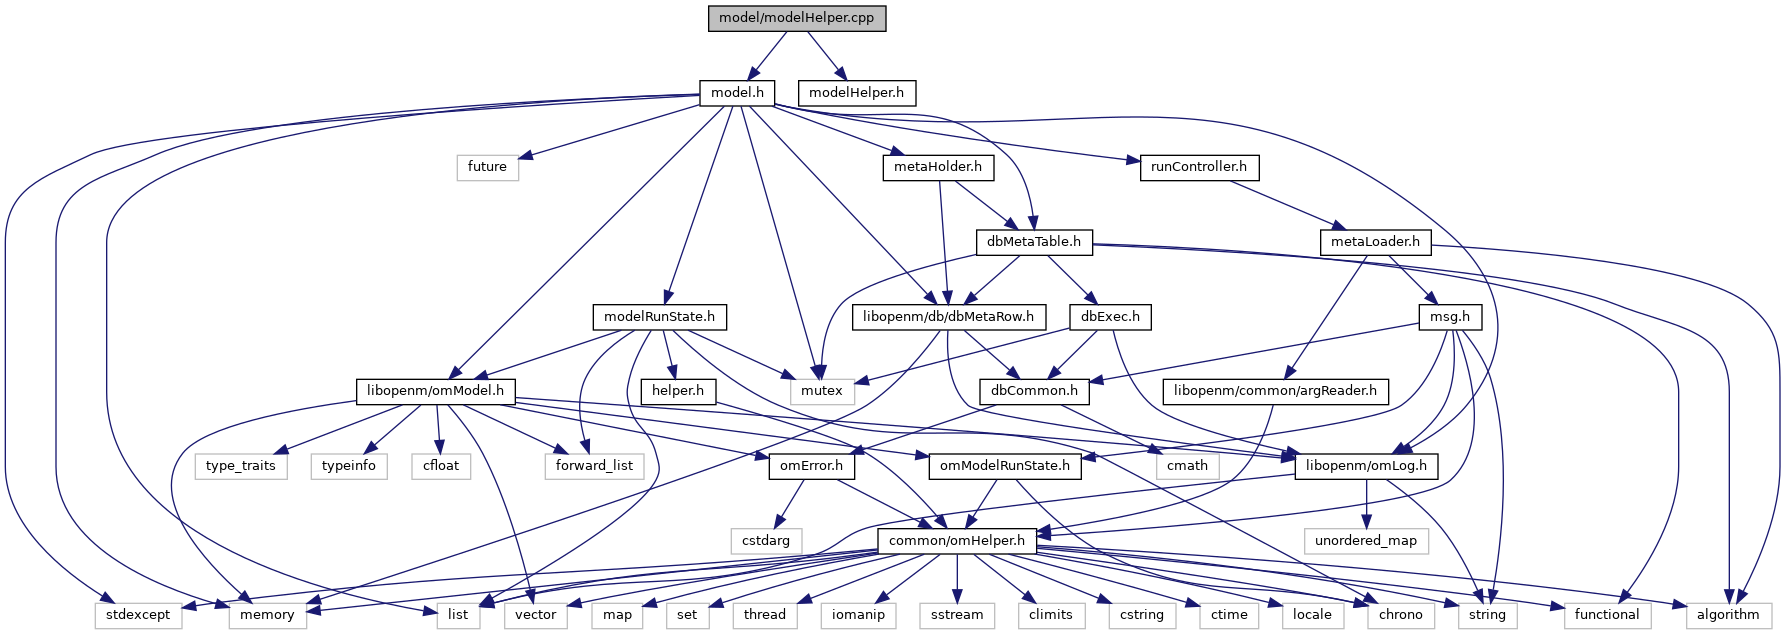 model/modelHelper.cpp
model.h
modelHelper.h
future
metaHolder.h
runController.h
dbMetaTable.h
metaLoader.h
modelRunState.h
libopenm/db/dbMetaRow.h
dbExec.h
msg.h
libopenm/omModel.h
helper.h
mutex
dbCommon.h
libopenm/common/argReader.h
type_traits
typeinfo
cfloat
forward_list
omError.h
omModelRunState.h
cmath
libopenm/omLog.h
cstdarg
common/omHelper.h
unordered_map
stdexcept
memory
list
vector
map
set
thread
iomanip
sstream
climits
cstring
ctime
locale
chrono
string
functional
algorithm